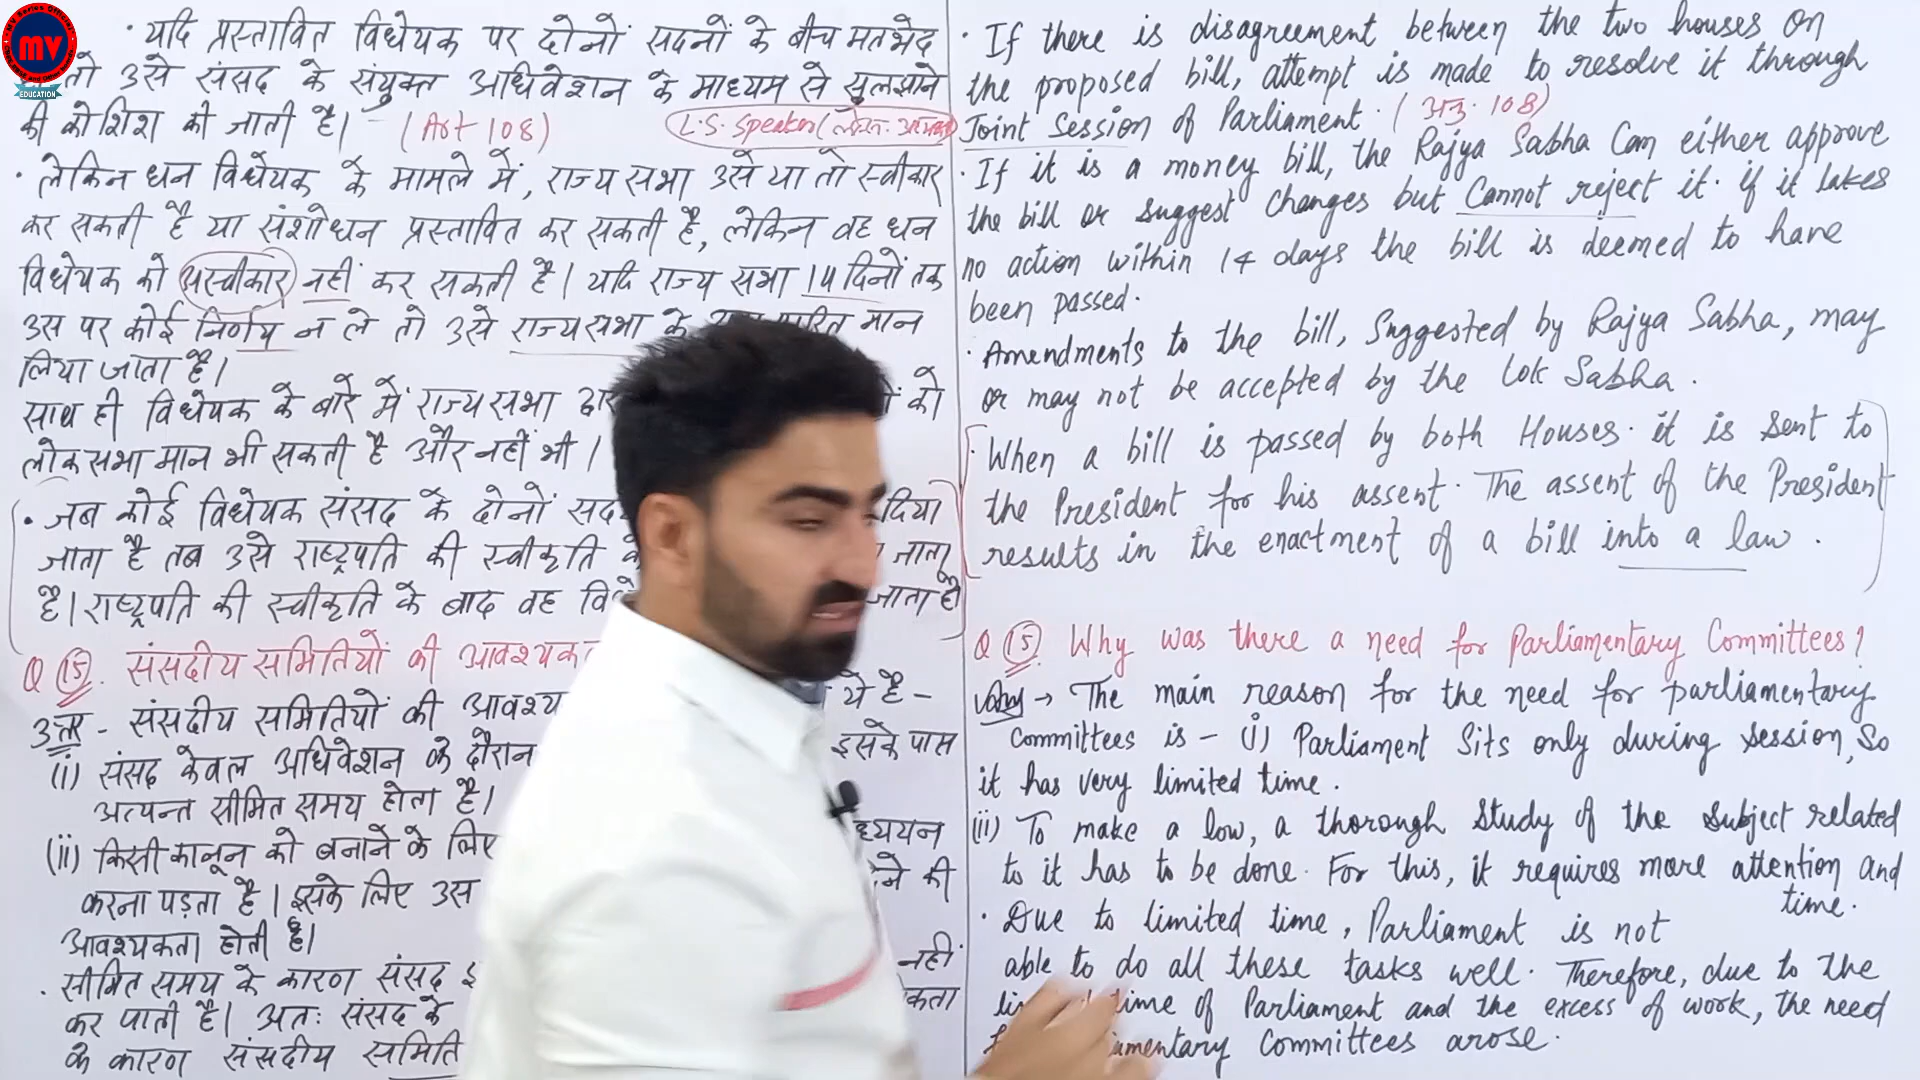 mv
EDUCATION
· यदि प्रस्तावित विधेयक पर दोनों सदनों के बीच मतभेद
तो उसे संसद के संयुक्त अधिवेशन के माध्यम से सुलझाने
की कोशिश की जाती है। - (Art 108)
L.S. Speaker (लोक. अध्यक्ष)
· लेकिन धन विधेयक के मामले में, राज्य सभा उसे या तो स्वीकार
कर सकती है या संशोधन प्रस्तावित कर सकती है, लेकिन वह धन
विधेयक को अस्वीकार नहीं कर सकती है। यदि राज्य सभा 14 दिनों तक
उस पर कोई निर्णय न ले तो उसे राज्यसभा के मान
लिया जाता है।
साथ ही विधेयक के बारे में राज्यसभा को
लोकसभा मान भी सकती है और नहीं भी।
· जब कोई विधेयक संसद के दोनों दिया
जाता है तब उसे राष्ट्रपति की स्वीकृति जाता
है। राष्ट्रपति की स्वीकृति के बाद वह जाता है
Q (15). संसदीय समितियों की
उत्तर - संसदीय समितियों की ये है -
(i) संसद केवल अधिवेशन के दौरान इसके पास
अत्यन्त सीमित समय होता है।
(ii) किसी कानून को बनाने के लिए
करना पड़ता है। इसके लिए उस की
आवश्यकता होती है।
· सीमित समय के कारण संसद नहीं
कर पाती है। अतः संसद के
के कारण संसदीय
· If there is disagreement between the two houses on
the proposed bill, attempt is made to resolve it through
Joint Session of Parliament. (अनु. 108)
· If it is a money bill, the Rajya Sabha Can either approve
the bill or suggest changes but Cannot reject it. if it takes
no action within 14 days the bill is deemed to have
been passed.
· Amendments to the bill, Suggested by Rajya Sabha, may
or may not be accepted by the Lok Sabha.
· When a bill is passed by both Houses. it is sent to
the President for his assent. The assent of the President
results in the enactment of a bill into a law.
Q (15). Why was there a need for Parliamentary Committees?
Ans → The main reason for the need for parliamentary
Committees is - (i) Parliament Sits only during session, So
it has very limited time.
(ii) To make a low, a thorough Study of the Subject related
to it has to be done. For this, it requires more attention and
time.
· Due to limited time, Parliament is not
able to do all these tasks well. Therefore, due to the
time of Parliament and the excess of work, the need
Committees arose.